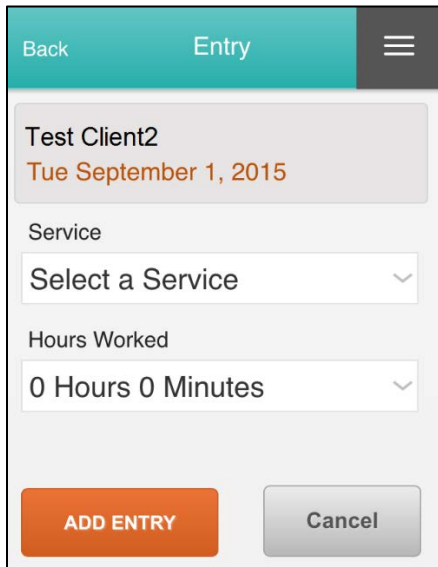 Back Entry
Test Client2
Tue September 1, 2015
Service
Select a Service
Hours Worked
0 Hours 0 Minutes
ADD ENTRY Cancel